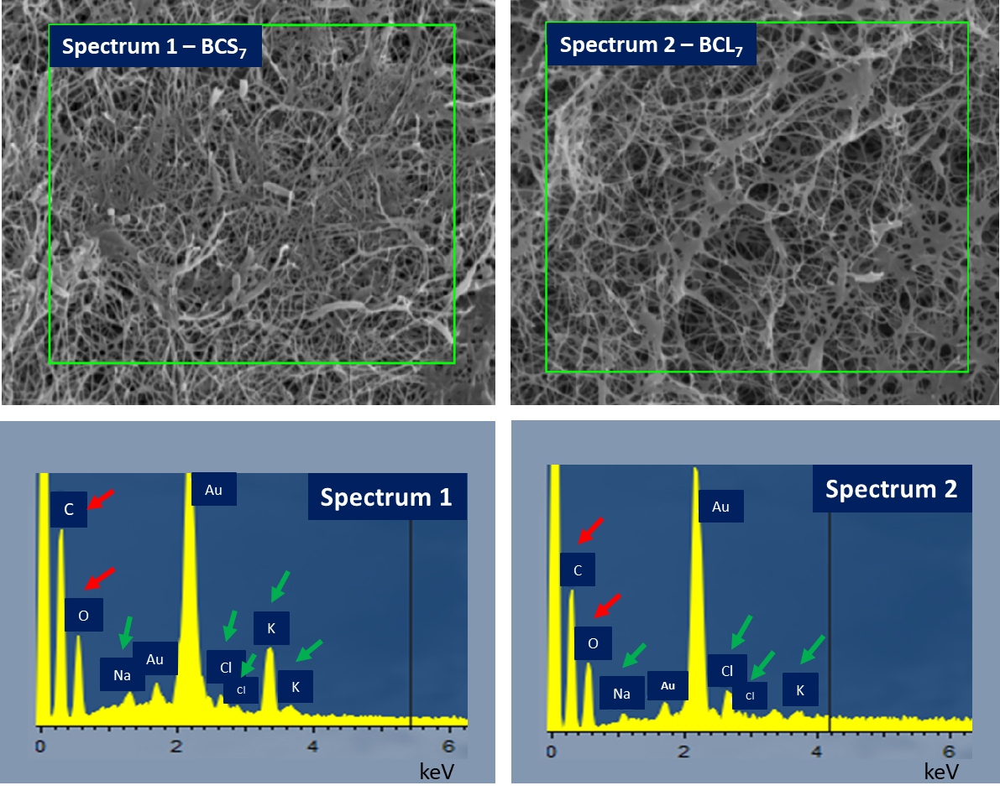 Spectrum 1 – BCS₇
Spectrum 2 – BCL₇
Spectrum 1
C
O
Na
Au
Au
Cl
Cl
K
K
0 2 4 6
keV
Spectrum 2
C
O
Na
Au
Au
Cl
Cl
K
0 2 4 6
keV